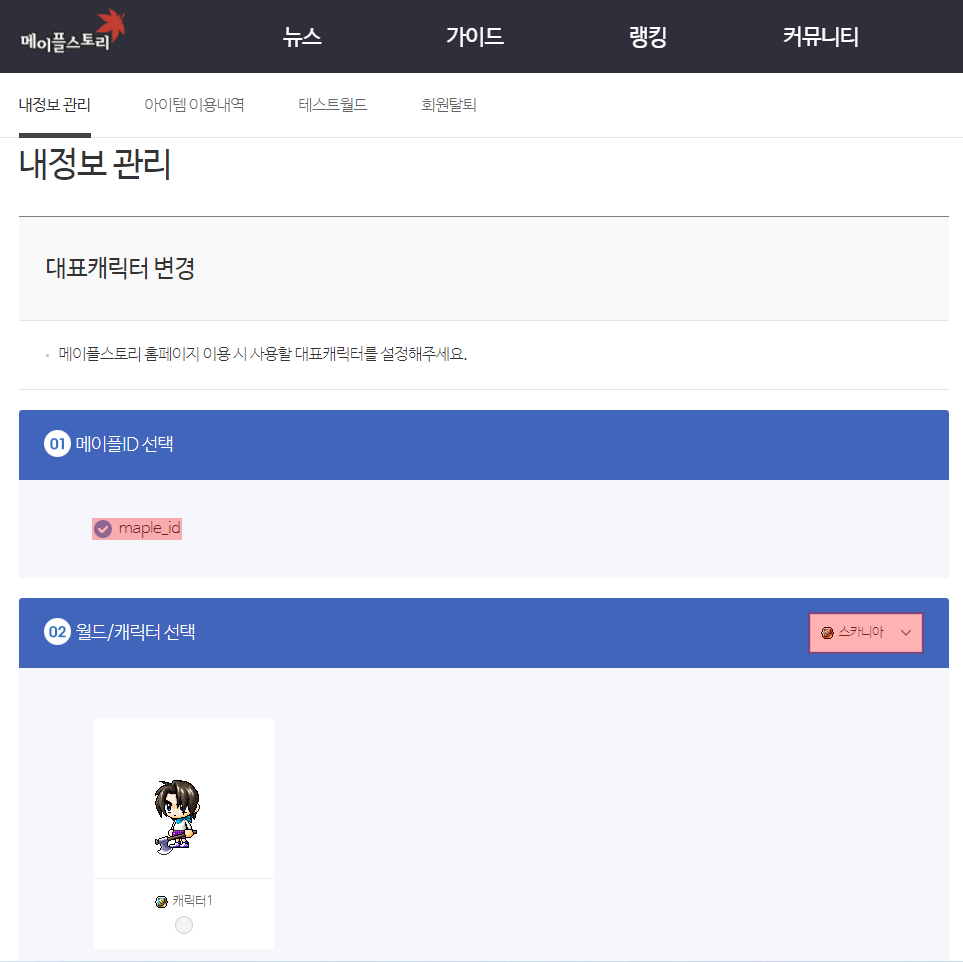 메이플스토리
뉴스 가이드 랭킹 커뮤니티
내정보 관리 아이템 이용내역 테스트월드 회원탈퇴
내정보 관리
대표캐릭터 변경
· 메이플스토리 홈페이지 이용 시 사용할 대표캐릭터를 설정해주세요.
01 메이플ID 선택
maple_id
02 월드/캐릭터 선택 스카니아
캐릭터1